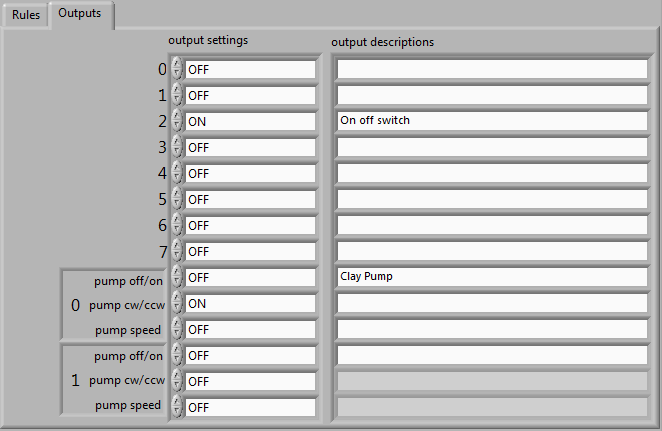 Rules Outputs
output settings output descriptions
0 OFF
1 OFF
2 ON On off switch
3 OFF
4 OFF
5 OFF
6 OFF
7 OFF
pump off/on OFF Clay Pump
0 pump cw/ccw ON
pump speed OFF
pump off/on OFF
1 pump cw/ccw OFF
pump speed OFF